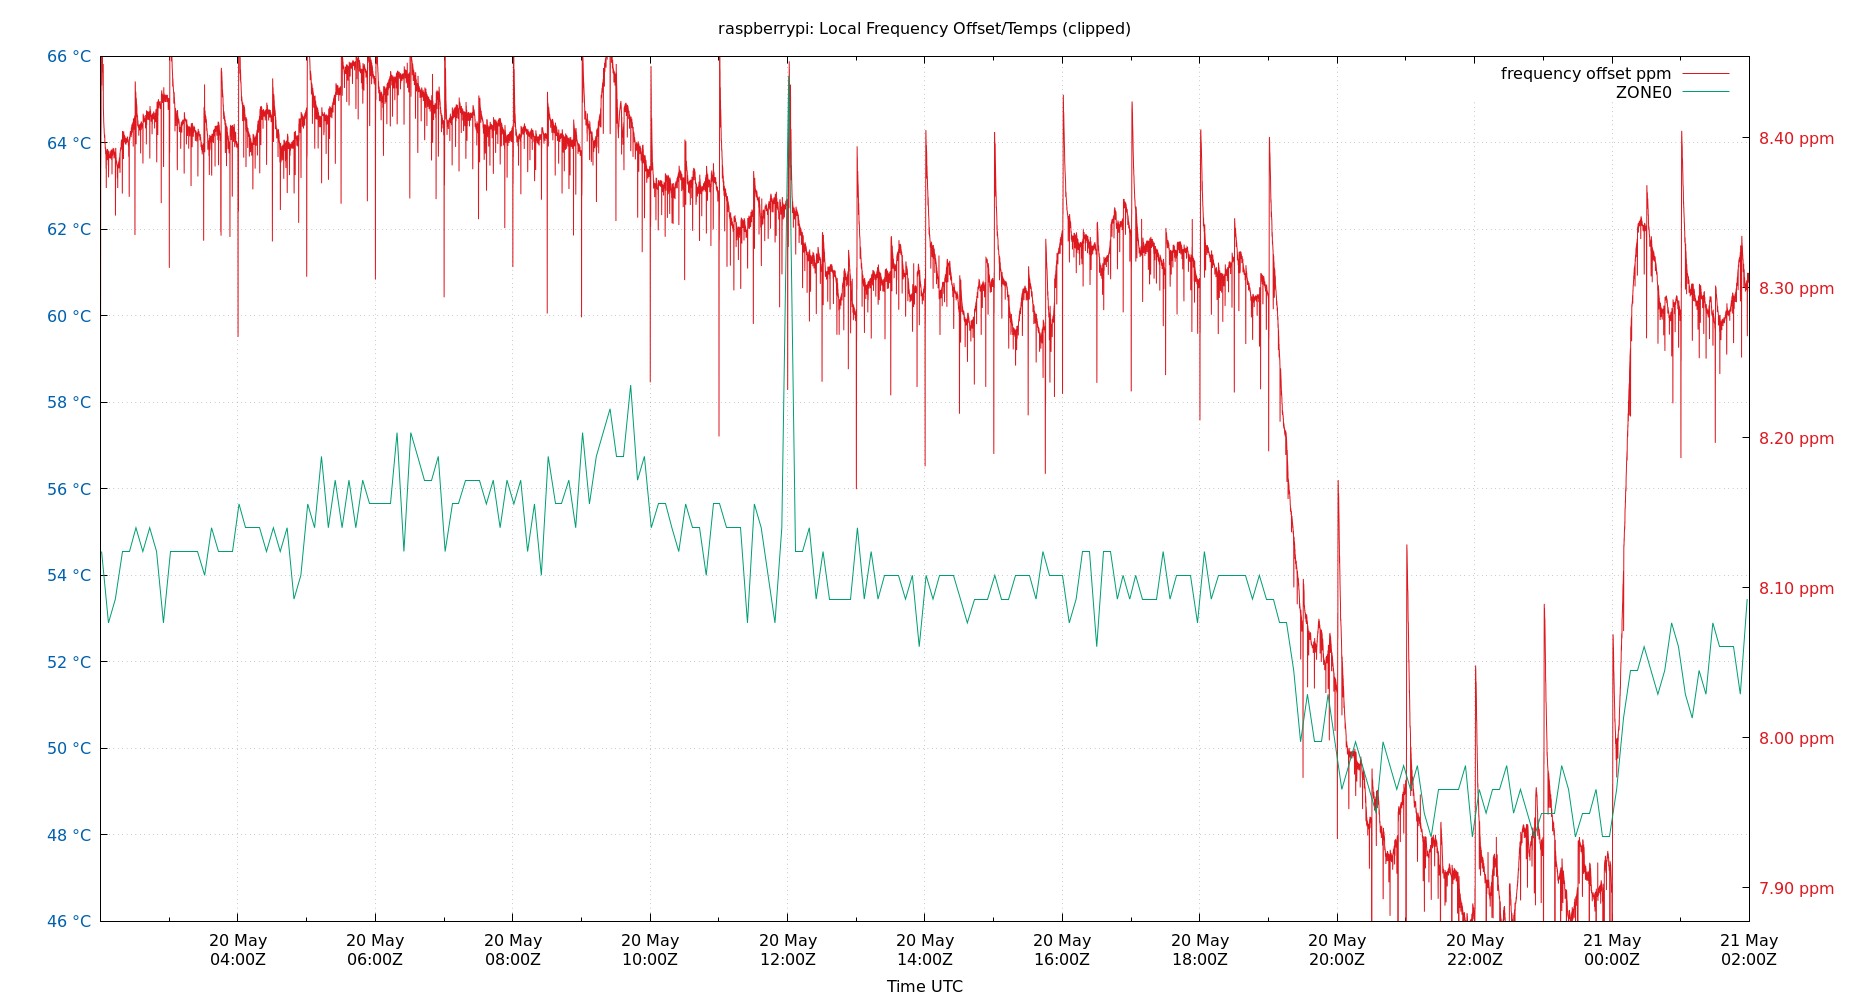 raspberrypi: Local Frequency Offset/Temps (clipped)
66 °C
64 °C
62 °C
60 °C
58 °C
56 °C
54 °C
52 °C
50 °C
48 °C
46 °C
frequency offset ppm
ZONE0
8.40 ppm
8.30 ppm
8.20 ppm
8.10 ppm
8.00 ppm
7.90 ppm
20 May 20 May 20 May 20 May 20 May 20 May 20 May 20 May 20 May 20 May 21 May 21 May
04:00Z 06:00Z 08:00Z 10:00Z 12:00Z 14:00Z 16:00Z 18:00Z 20:00Z 22:00Z 00:00Z 02:00Z
Time UTC